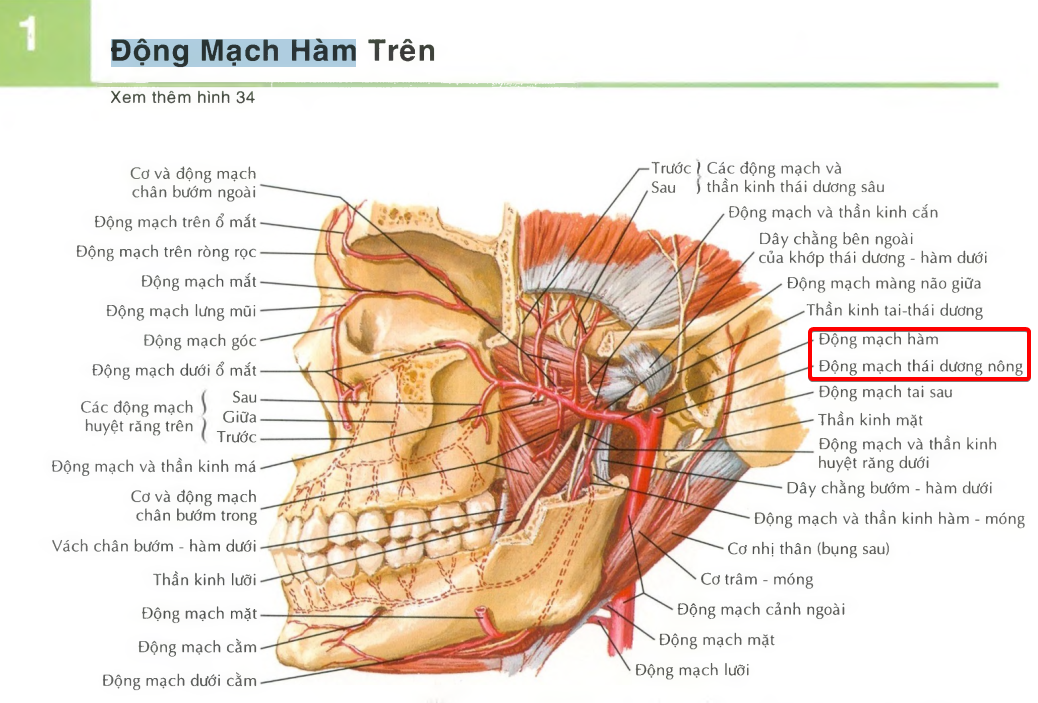 1
Động Mạch Hàm Trên
Xem thêm hình 34
Cơ và động mạch
chân bướm ngoài
Động mạch trên ổ mắt
Động mạch trên ròng rọc
Động mạch mắt
Động mạch lưng mũi
Động mạch góc
Động mạch dưới ổ mắt
Các động mạch
huyệt răng trên
Sau
Giữa
Trước
Động mạch và thần kinh má
Cơ và động mạch
chân bướm trong
Vách chân bướm - hàm dưới
Thần kinh lưỡi
Động mạch mặt
Động mạch cằm
Động mạch dưới cằm
Trước
Sau
Các động mạch và
thần kinh thái dương sâu
Động mạch và thần kinh cắn
Dây chằng bên ngoài
của khớp thái dương - hàm dưới
Động mạch màng não giữa
Thần kinh tai-thái dương
Động mạch hàm
Động mạch thái dương nông
Động mạch tai sau
Thần kinh mặt
Động mạch và thần kinh
huyệt răng dưới
Dây chằng bướm - hàm dưới
Động mạch và thần kinh hàm - móng
Cơ nhị thân (bụng sau)
Cơ trâm - móng
Động mạch cảnh ngoài
Động mạch mặt
Động mạch lưỡi